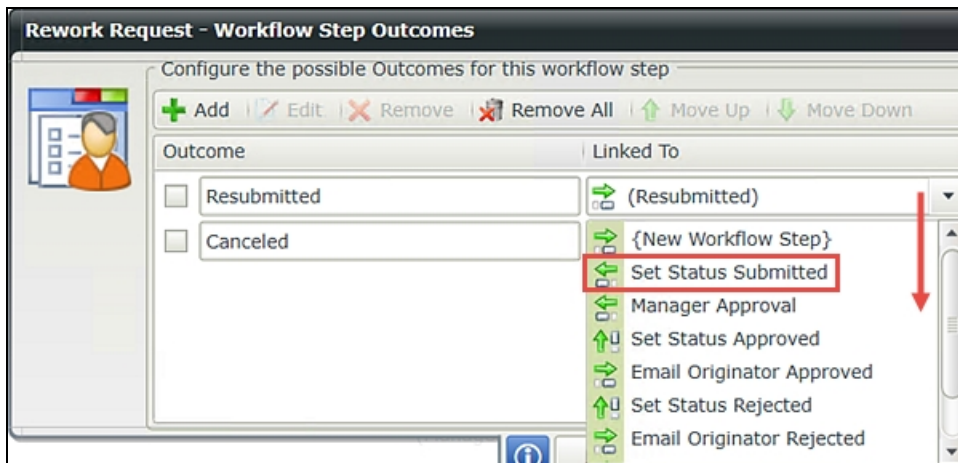 Rework Request - Workflow Step Outcomes
Configure the possible Outcomes for this workflow step
Add Edit Remove Remove All Move Up Move Down
Outcome Linked To
Resubmitted (Resubmitted)
Canceled {New Workflow Step}
Set Status Submitted
Manager Approval
Set Status Approved
Email Originator Approved
Set Status Rejected
Email Originator Rejected